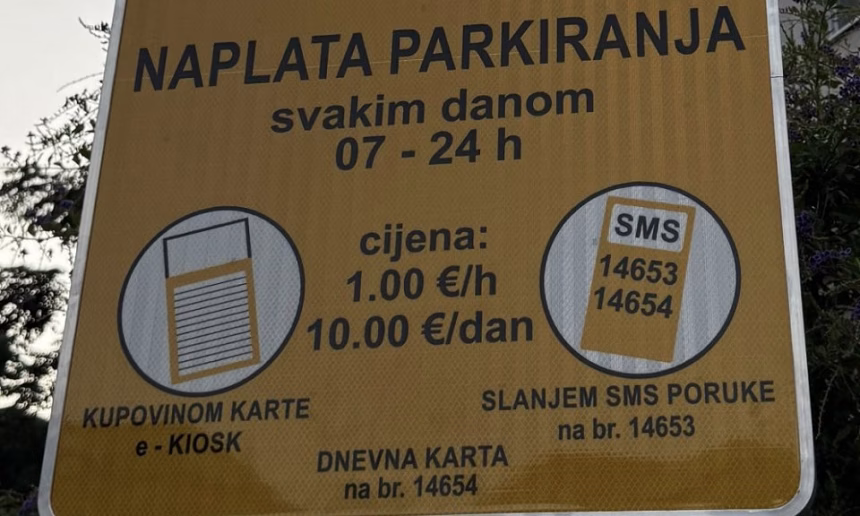 NAPLATA PARKIRANJA
svakim danom
07 - 24 h
cijena:
1.00 €/h
10.00 €/dan
SMS
14653
14654
KUPOVINOM KARTE
e - KIOSK
SLANJEM SMS PORUKE
na br. 14653
DNEVNA KARTA
na br. 14654